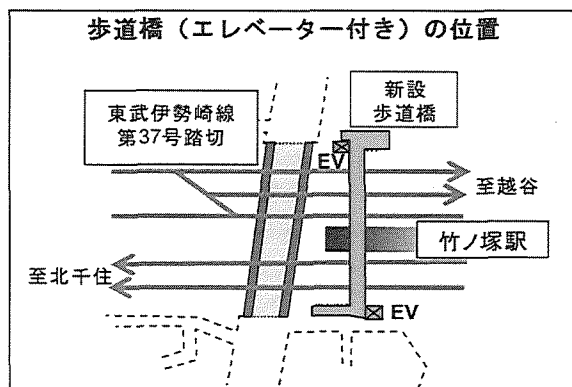 歩道橋（エレベーター付き）の位置
東武伊勢崎線
第37号踏切
新設
歩道橋
EV
至越谷
竹ノ塚駅
至北千住
EV